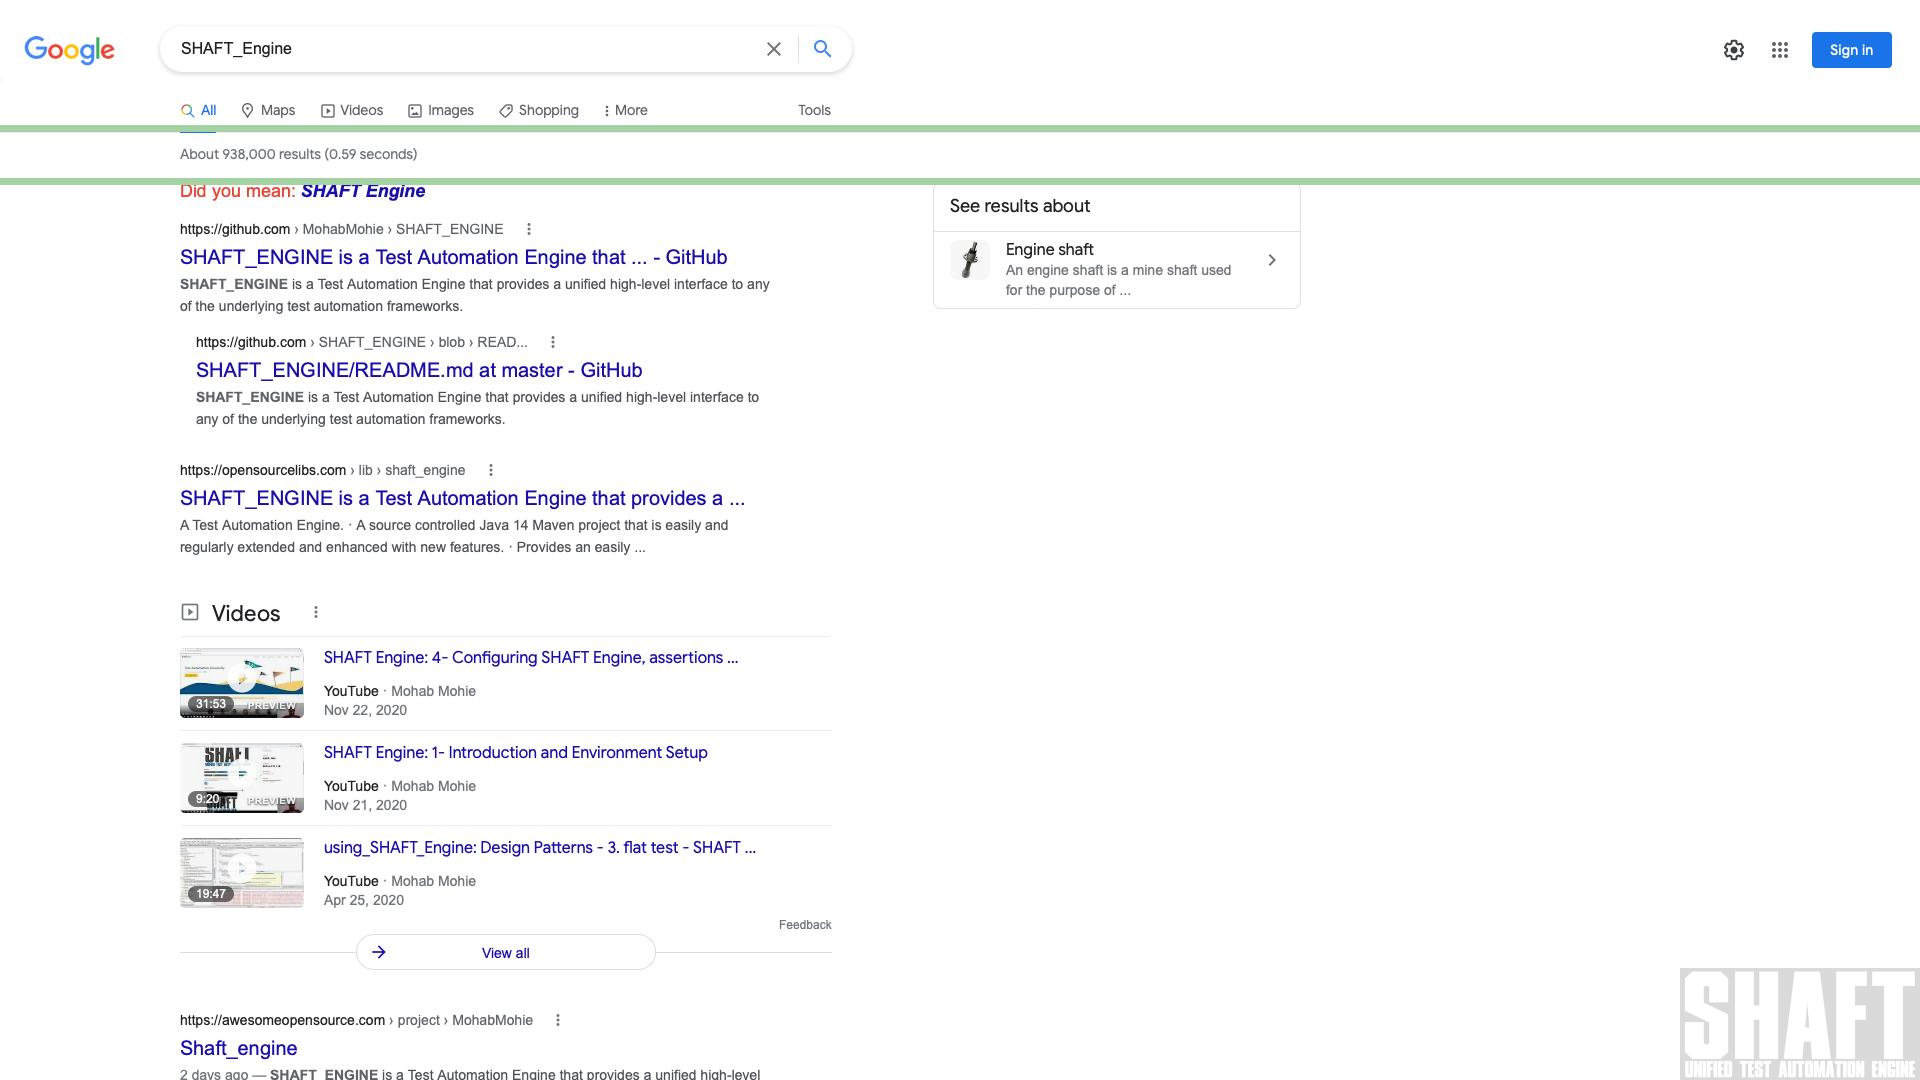 Google
SHAFT_Engine
Sign in
All
Maps
Videos
Images
Shopping
More
Tools
About 938,000 results (0.59 seconds)
Did you mean: SHAFT Engine
https://github.com › MohabMohie › SHAFT_ENGINE
SHAFT_ENGINE is a Test Automation Engine that ... - GitHub
SHAFT_ENGINE is a Test Automation Engine that provides a unified high-level interface to any
of the underlying test automation frameworks.
https://github.com › SHAFT_ENGINE › blob › READ...
SHAFT_ENGINE/README.md at master - GitHub
SHAFT_ENGINE is a Test Automation Engine that provides a unified high-level interface to
any of the underlying test automation frameworks.
https://opensourcelibs.com › lib › shaft_engine
SHAFT_ENGINE is a Test Automation Engine that provides a ...
A Test Automation Engine. · A source controlled Java 14 Maven project that is easily and
regularly extended and enhanced with new features. · Provides an easily ...
See results about
Engine shaft
An engine shaft is a mine shaft used
for the purpose of ...
Videos
SHAFT Engine: 4- Configuring SHAFT Engine, assertions ...
YouTube · Mohab Mohie
Nov 22, 2020
31:53
PREVIEW
SHAFT Engine: 1- Introduction and Environment Setup
YouTube · Mohab Mohie
Nov 21, 2020
SHAFT
9:20
PREVIEW
SHAFT
using_SHAFT_Engine: Design Patterns - 3. flat test - SHAFT ...
YouTube · Mohab Mohie
Apr 25, 2020
19:47
Feedback
View all
https://awesomeopensource.com › project › MohabMohie
Shaft_engine
2 days ago — SHAFT_ENGINE is a Test Automation Engine that provides a unified high-level
SHAFT
UNIFIED TEST AUTOMATION ENGINE